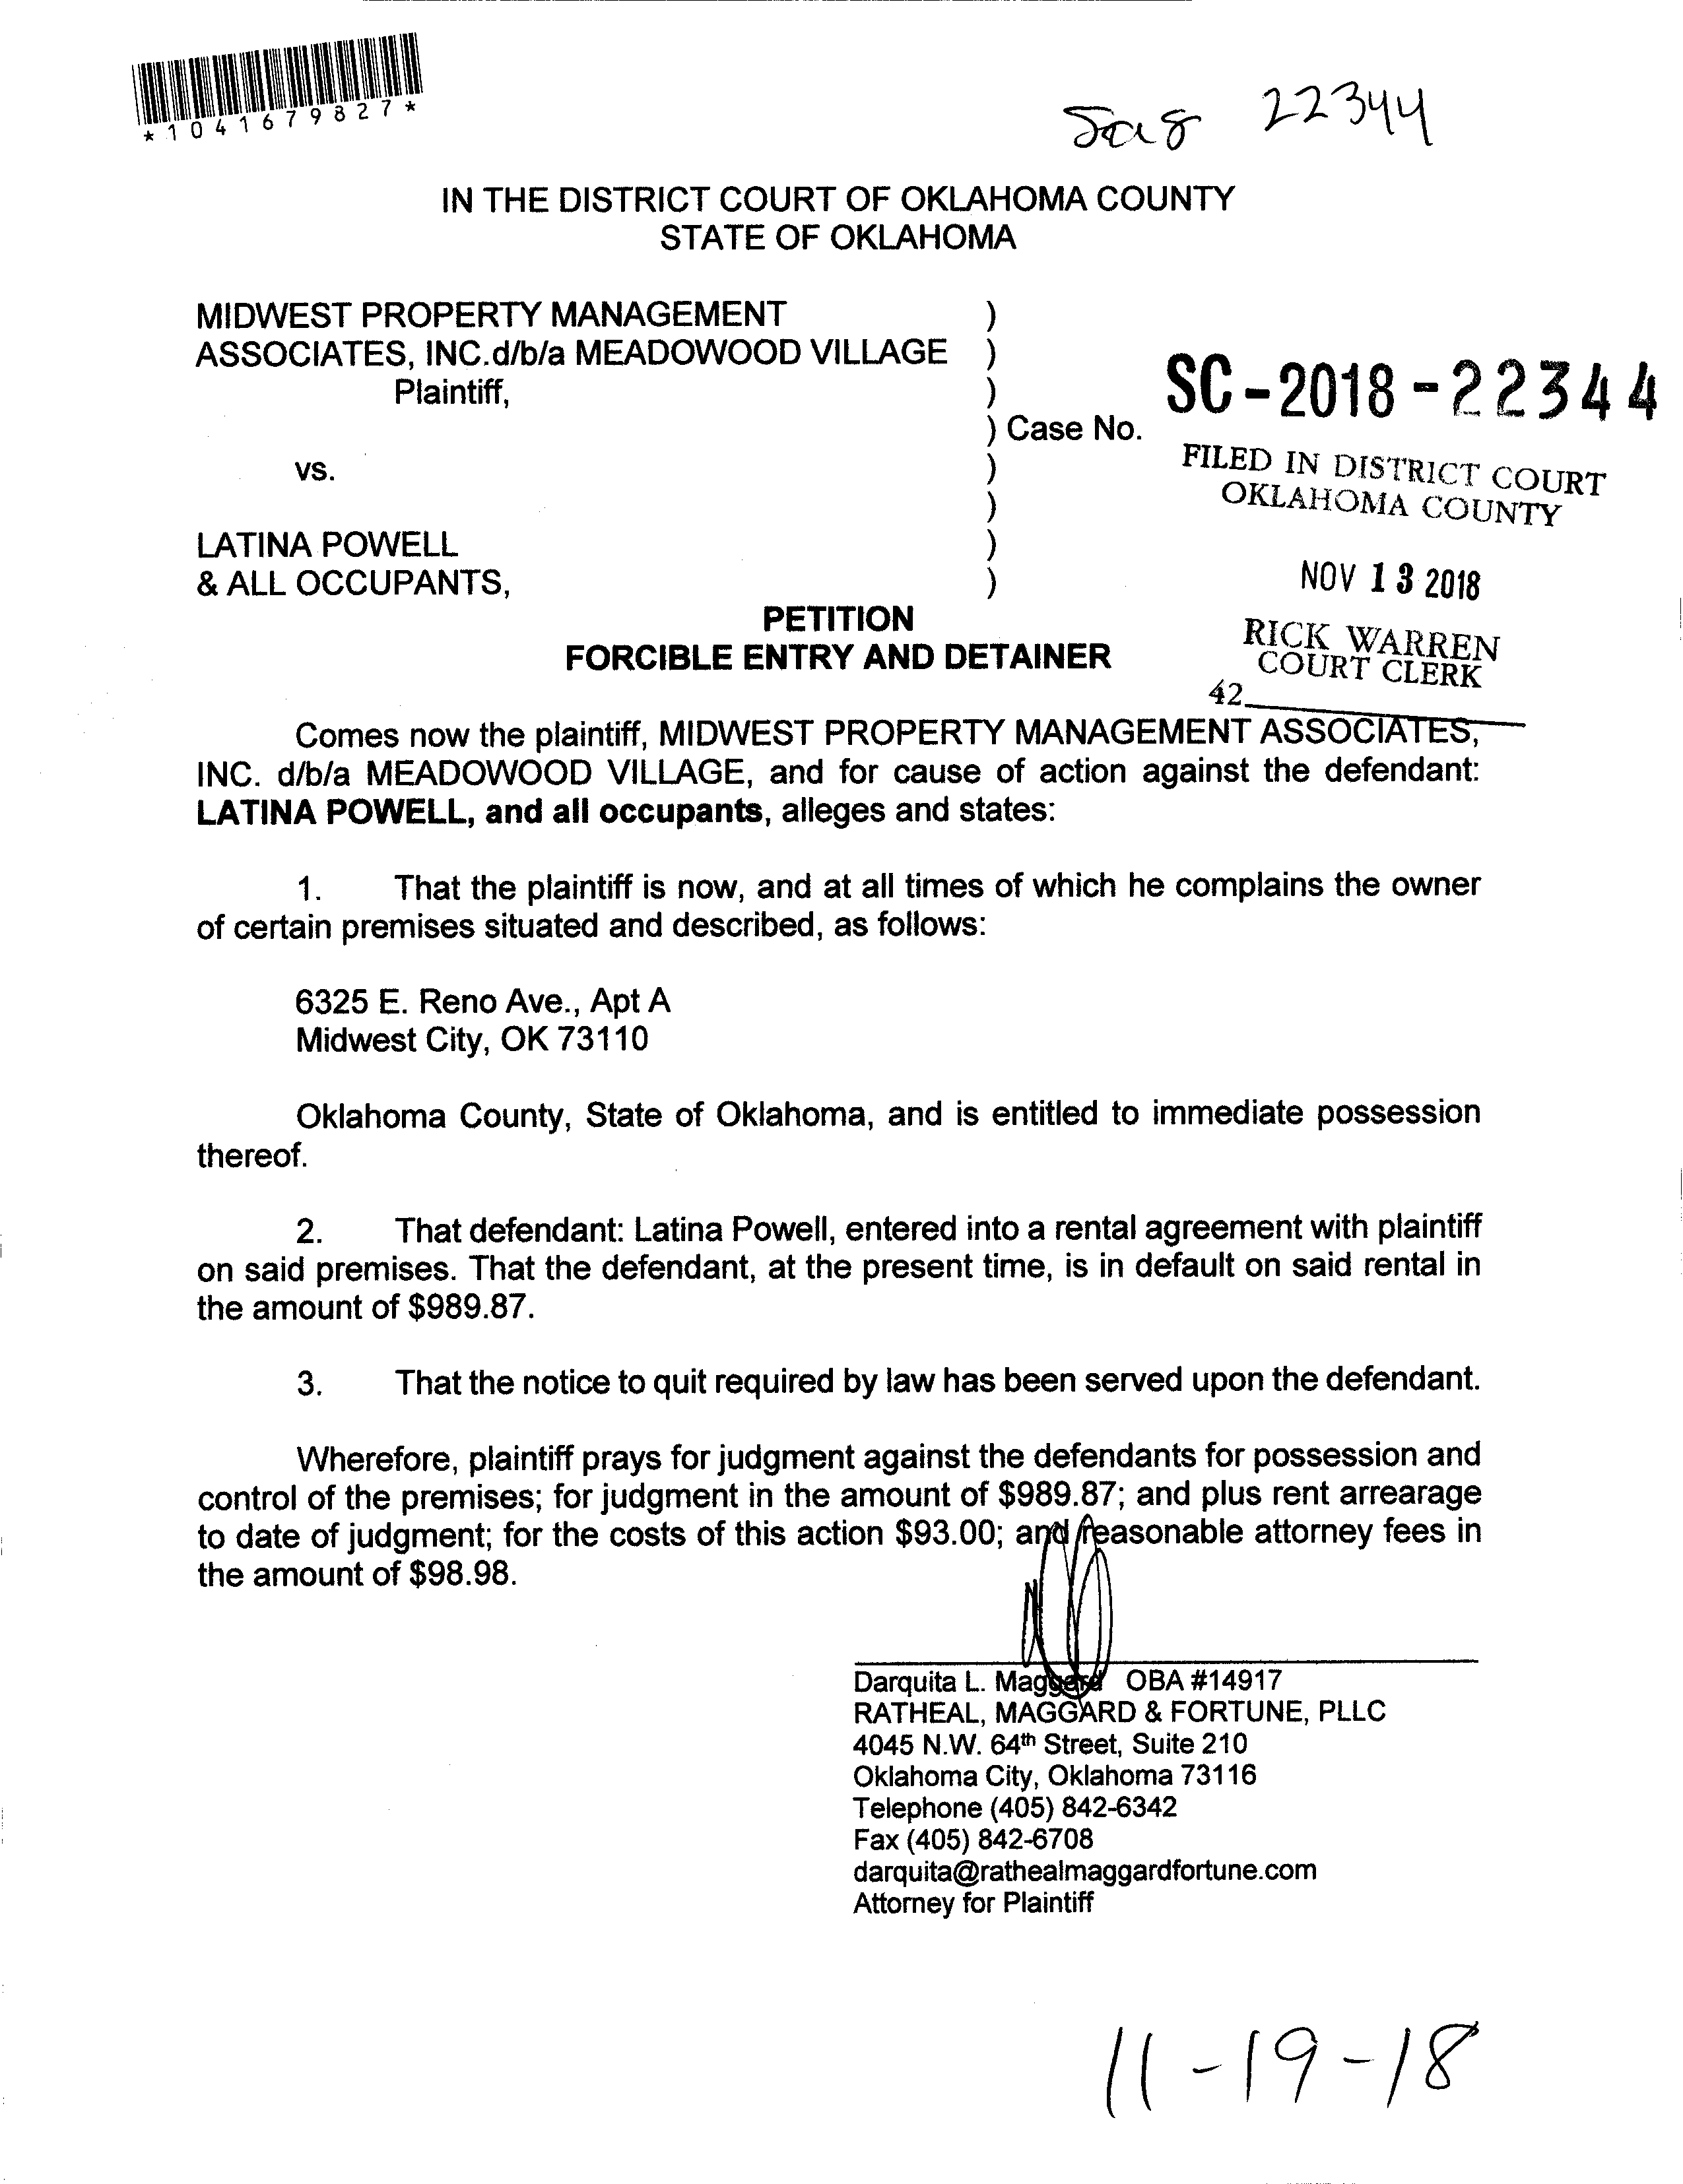 *1041679827*
22344
IN THE DISTRICT COURT OF OKLAHOMA COUNTY
STATE OF OKLAHOMA
MIDWEST PROPERTY MANAGEMENT )
ASSOCIATES, INC.d/b/a MEADOWOOD VILLAGE )
Plaintiff, )
SC-2018-22344
) Case No.
vs. )
)
FILED IN DISTRICT COURT
OKLAHOMA COUNTY
LATINA POWELL )
& ALL OCCUPANTS, )
NOV 13 2018
PETITION
FORCIBLE ENTRY AND DETAINER
RICK WARREN
COURT CLERK
42
Comes now the plaintiff, MIDWEST PROPERTY MANAGEMENT ASSOCIATES,
INC. d/b/a MEADOWOOD VILLAGE, and for cause of action against the defendant:
LATINA POWELL, and all occupants, alleges and states:
1. That the plaintiff is now, and at all times of which he complains the owner
of certain premises situated and described, as follows:
6325 E. Reno Ave., Apt A
Midwest City, OK 73110
Oklahoma County, State of Oklahoma, and is entitled to immediate possession
thereof.
2. That defendant: Latina Powell, entered into a rental agreement with plaintiff
on said premises. That the defendant, at the present time, is in default on said rental in
the amount of $989.87.
3. That the notice to quit required by law has been served upon the defendant.
Wherefore, plaintiff prays for judgment against the defendants for possession and
control of the premises; for judgment in the amount of $989.87; and plus rent arrearage
to date of judgment; for the costs of this action $93.00; and reasonable attorney fees in
the amount of $98.98.
Darquita L. Maggard OBA #14917
RATHEAL, MAGGARD & FORTUNE, PLLC
4045 N.W. 64th Street, Suite 210
Oklahoma City, Oklahoma 73116
Telephone (405) 842-6342
Fax (405) 842-6708
darquita@rathealmaggardfortune.com
Attorney for Plaintiff
11-19-18